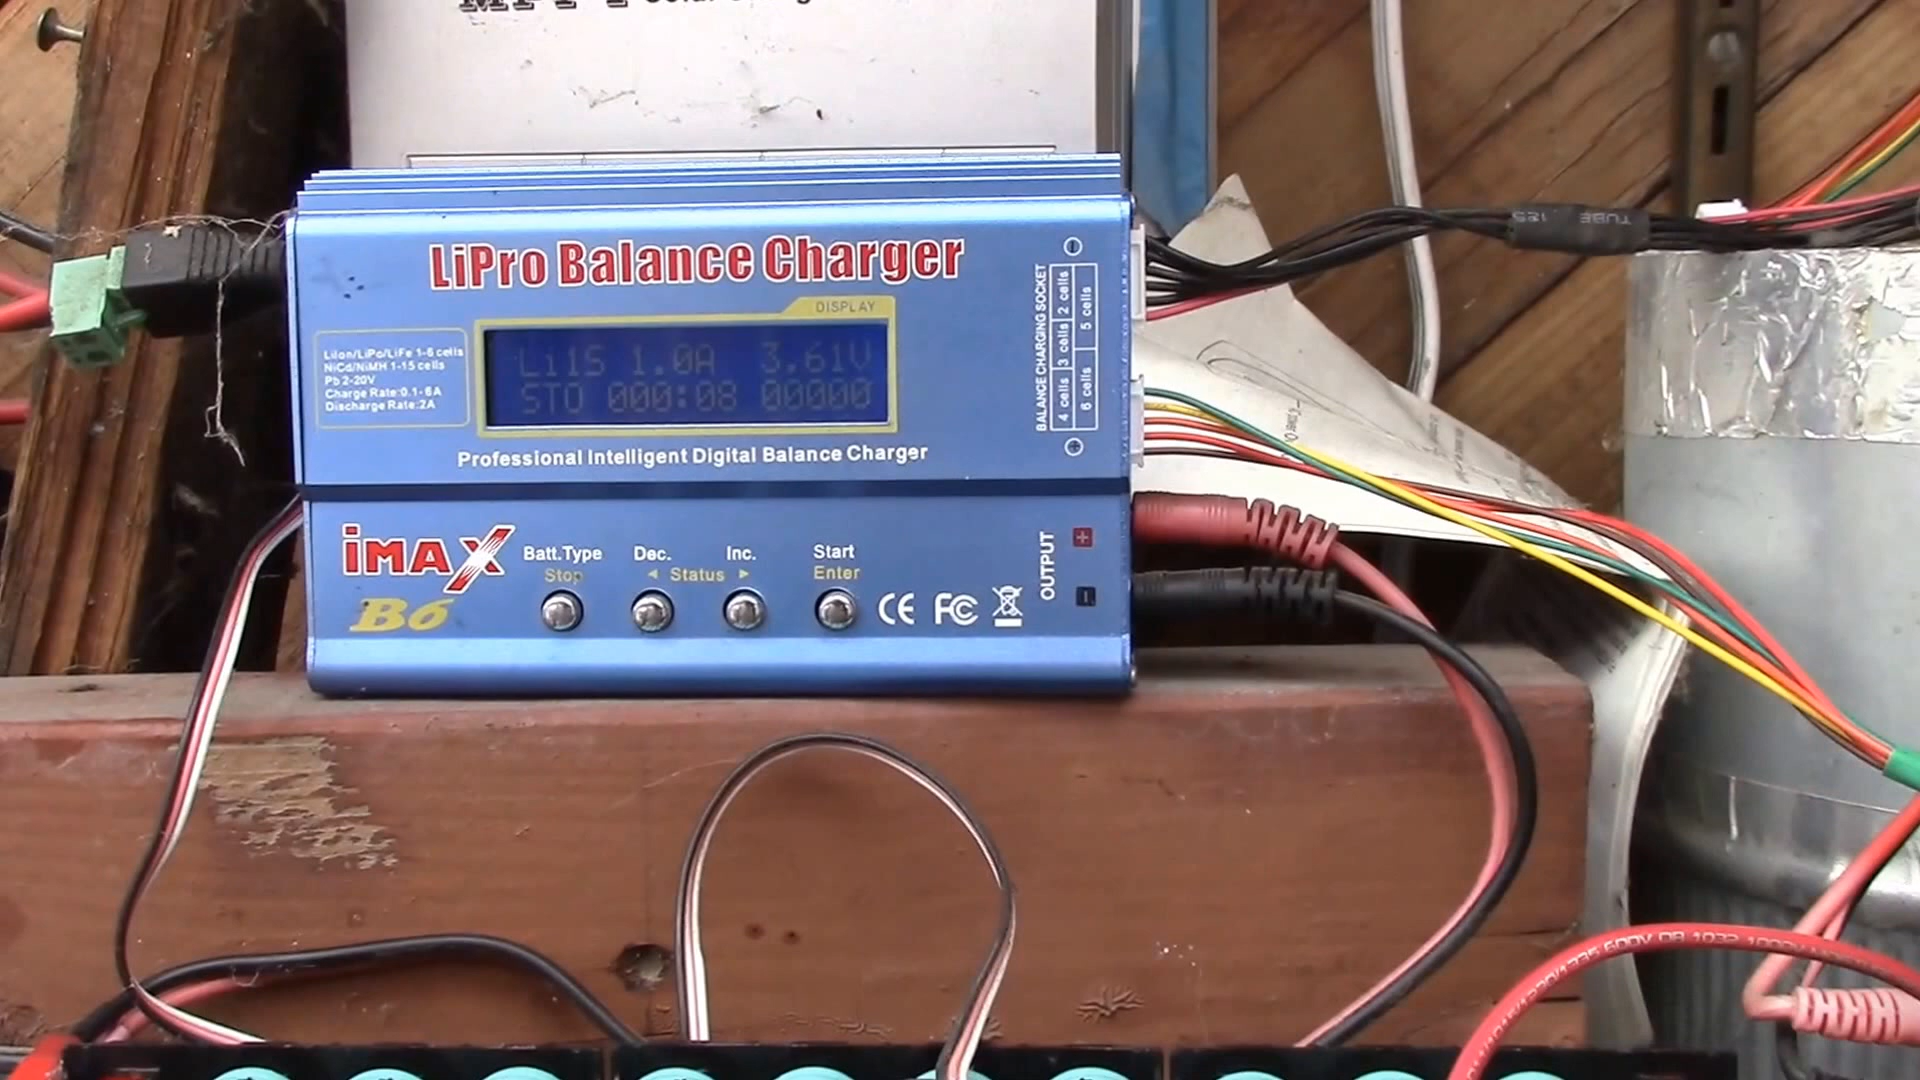 LiPro Balance Charger
DISPLAY
Li1S 1.0A 3.61V
STO 000:08 00000
LiIon/LiPo/LiFe 1-6 cells
NiCd/NiMH 1-15 cells
Pb 2-20V
Charge Rate:0.1-6A
Discharge Rate:2A
Professional Intelligent Digital Balance Charger
BALANCE CHARGING SOCKET
2 cells
3 cells
4 cells
5 cells
6 cells
TUBE
iMAX
B6
Batt.Type
Stop
Dec.
Inc.
Status
Start
Enter
CE FC
OUTPUT
+
-
600V